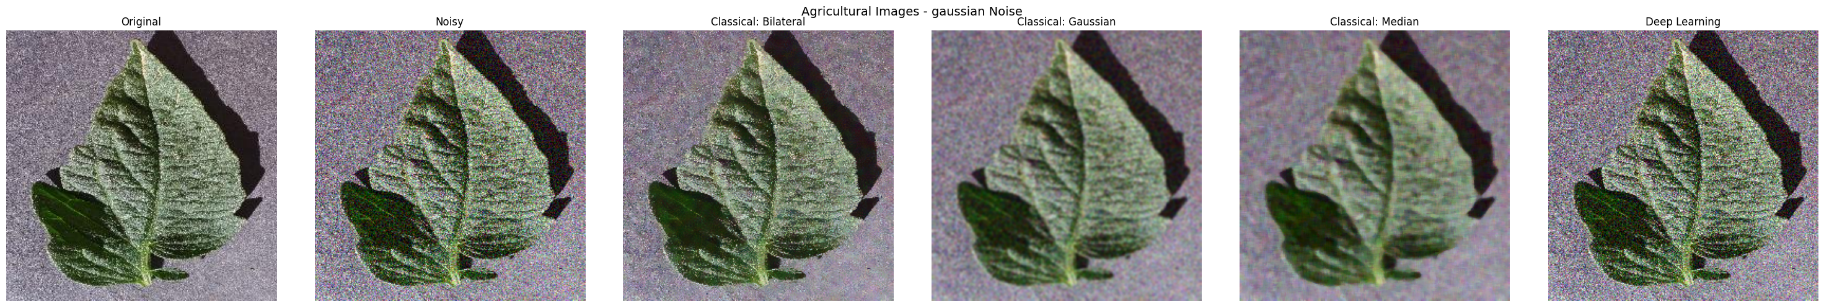 Agricultural Images - gaussian Noise
Original
Noisy
Classical: Bilateral
Classical: Gaussian
Classical: Median
Deep Learning